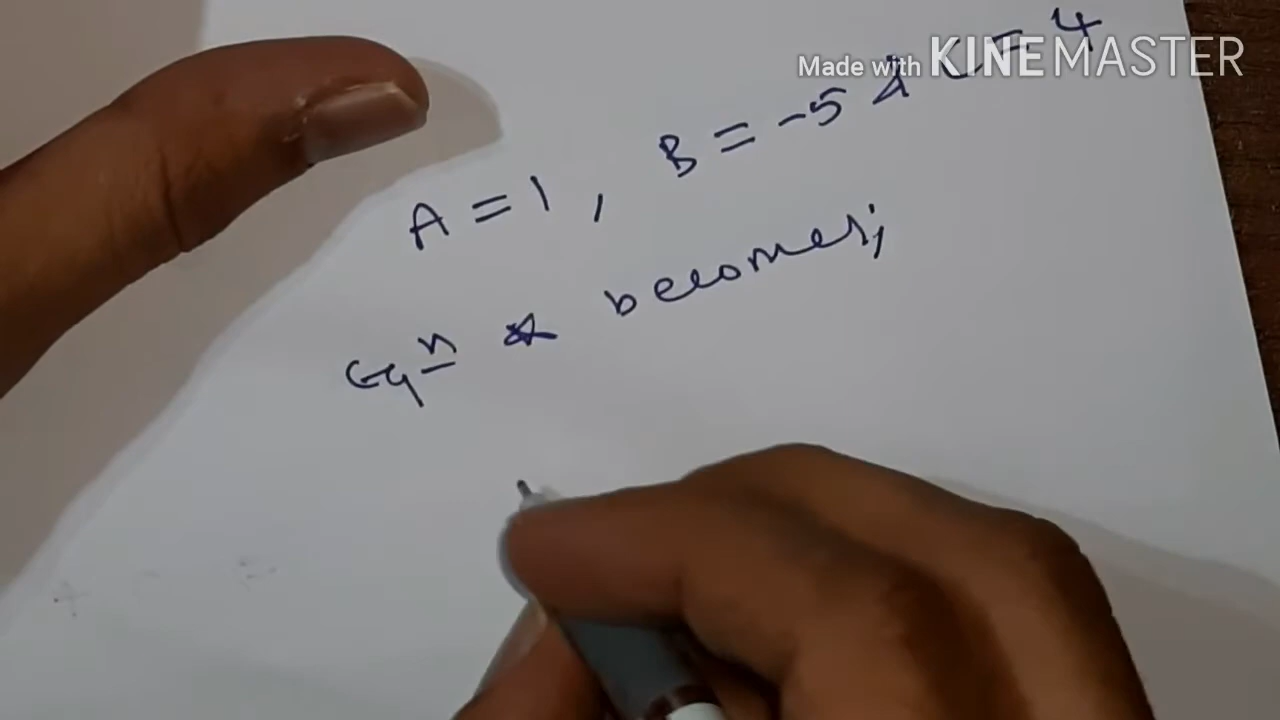 Made with KINEMASTER
A = 1 , B = -5 & C = 4
Eqn * becomes;